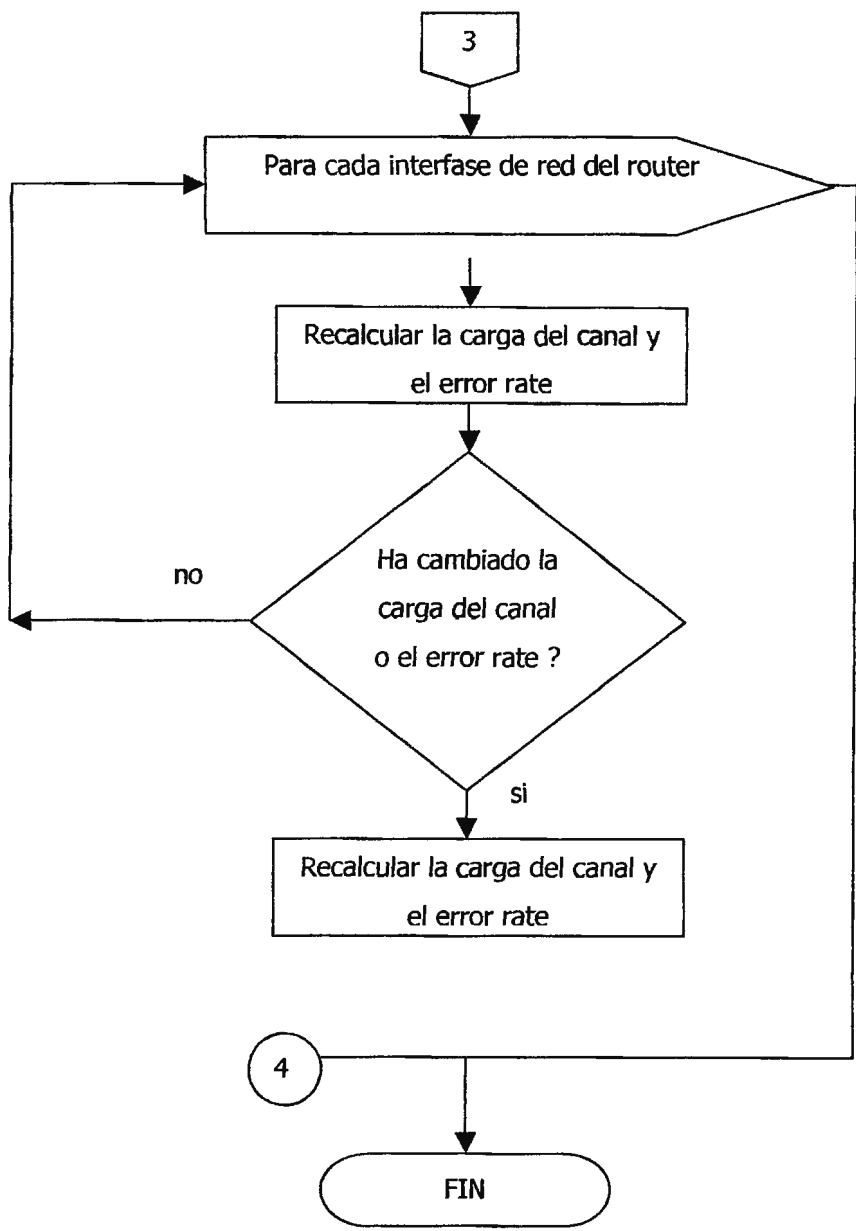 3
Para cada interfase de red del router
Recalcular la carga del canal y
el error rate
Ha cambiado la
carga del canal
o el error rate ?
no
si
Recalcular la carga del canal y
el error rate
4
FIN